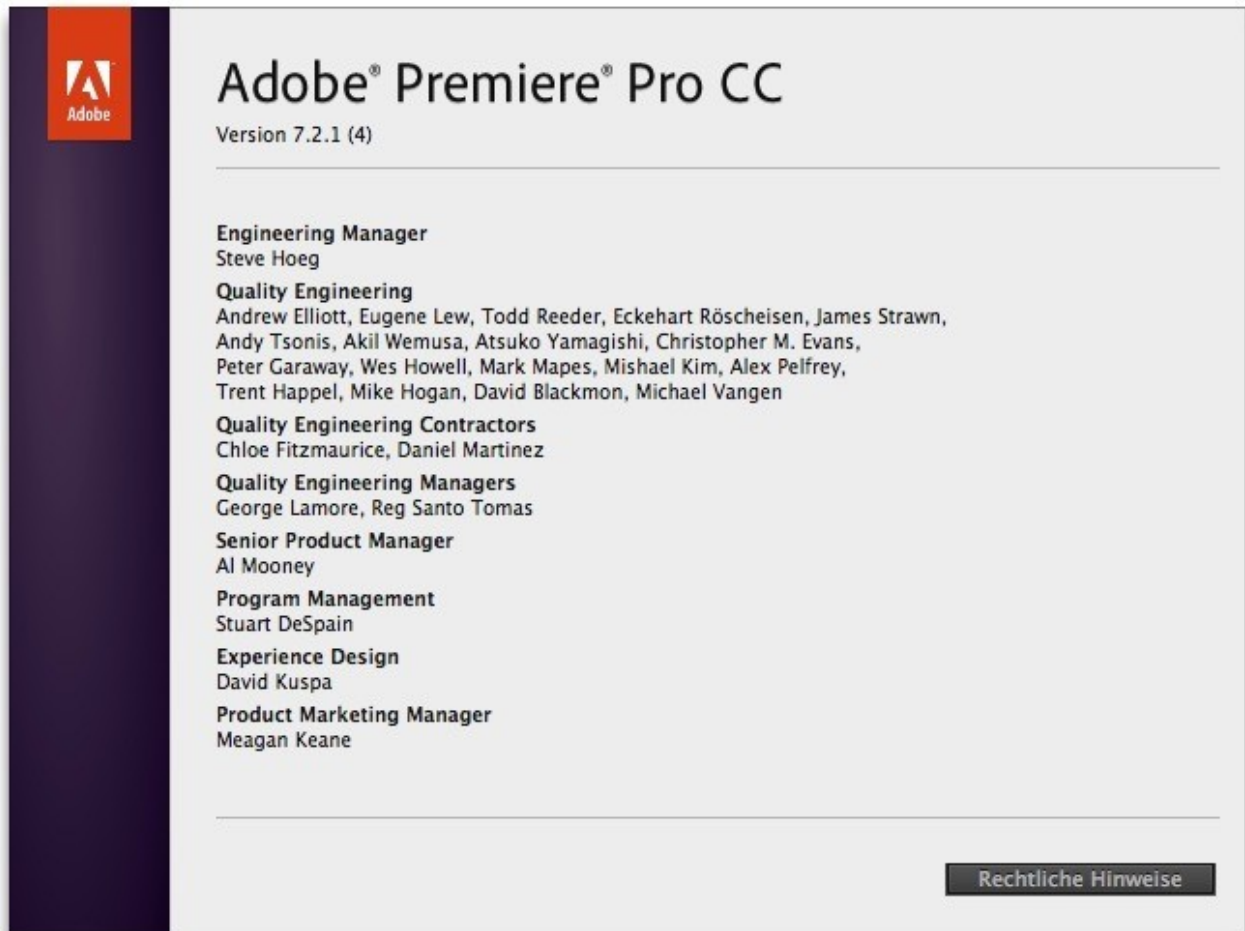 Adobe
Adobe® Premiere® Pro CC
Version 7.2.1 (4)
Engineering Manager
Steve Hoeg
Quality Engineering
Andrew Elliott, Eugene Lew, Todd Reeder, Eckehart Röscheisen, James Strawn,
Andy Tsonis, Akil Wemusa, Atsuko Yamagishi, Christopher M. Evans,
Peter Garaway, Wes Howell, Mark Mapes, Mishael Kim, Alex Pelfrey,
Trent Happel, Mike Hogan, David Blackmon, Michael Vangen
Quality Engineering Contractors
Chloe Fitzmaurice, Daniel Martinez
Quality Engineering Managers
George Lamore, Reg Santo Tomas
Senior Product Manager
Al Mooney
Program Management
Stuart DeSpain
Experience Design
David Kuspa
Product Marketing Manager
Meagan Keane
Rechtliche Hinweise